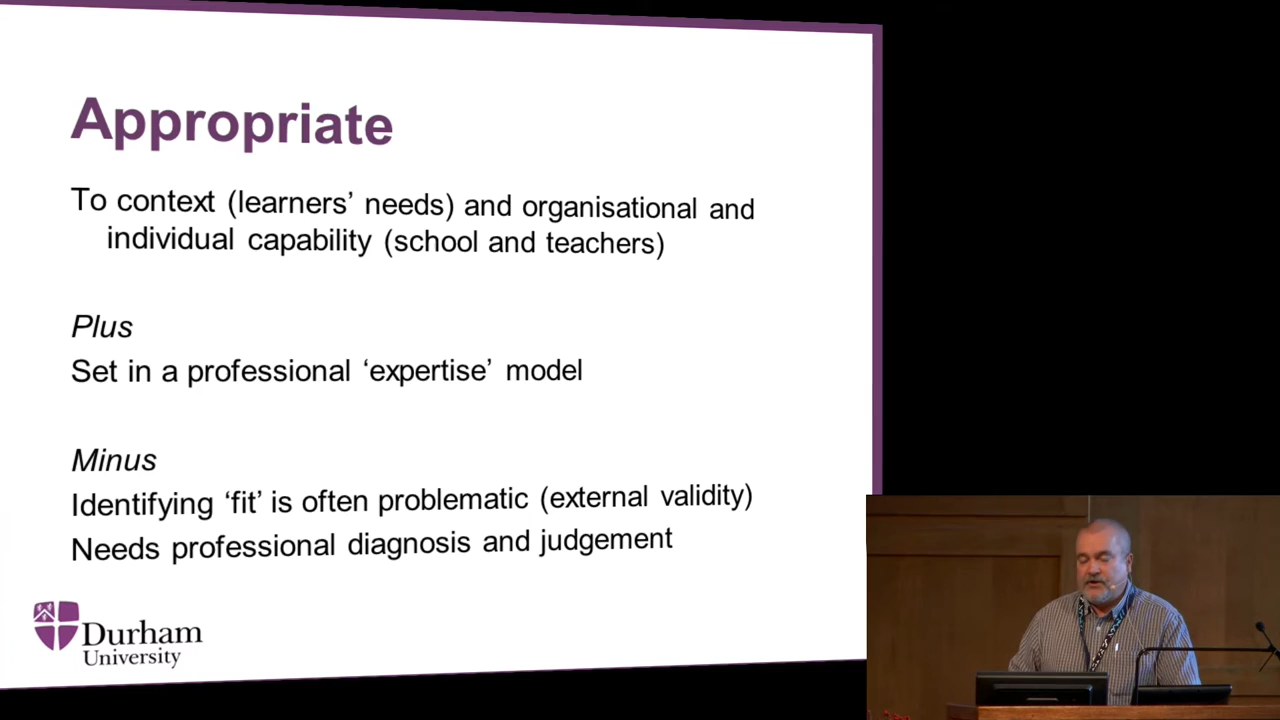 Appropriate
To context (learners’ needs) and organisational and
individual capability (school and teachers)
Plus
Set in a professional ‘expertise’ model
Minus
Identifying ‘fit’ is often problematic (external validity)
Needs professional diagnosis and judgement
Durham
University